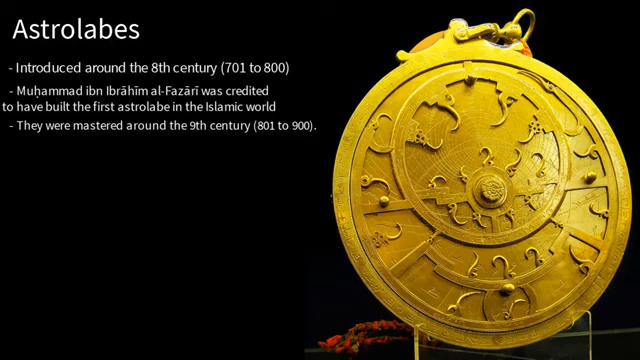 Astrolabes
- Introduced around the 8th century (701 to 800)
- Muḥammad ibn Ibrāhīm al-Fazārī was credited
to have built the first astrolabe in the Islamic world
- They were mastered around the 9th century (801 to 900).